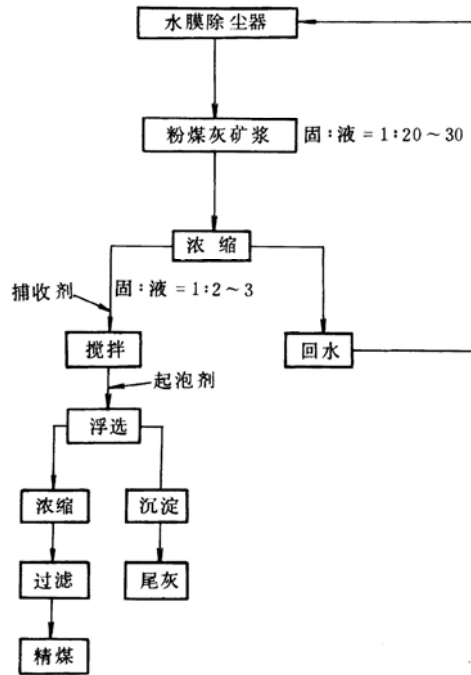 水膜除尘器
粉煤灰矿浆 固:液=1:20~30
浓缩
捕收剂 固:液=1:2~3
搅拌 回水
起泡剂
浮选
浓缩 沉淀
过滤 尾灰
精煤